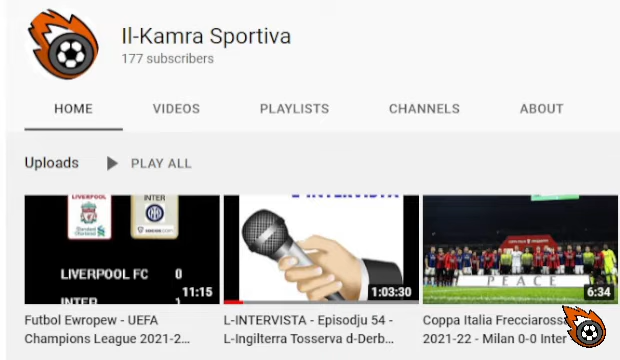 Il-Kamra Sportiva
177 subscribers
HOME VIDEOS PLAYLISTS CHANNELS ABOUT
Uploads PLAY ALL
LIVERPOOL INTER
LIVERPOOL FC 0
INTER
11:15
L-INTERVISTA
1:03:30
PEACE
6:34
Futbol Ewropew - UEFA
Champions League 2021-2...
L-INTERVISTA - Episodju 54 -
L-Ingilterra Tosserva d-Derb...
Coppa Italia Frecciaross
2021-22 - Milan 0-0 Inter